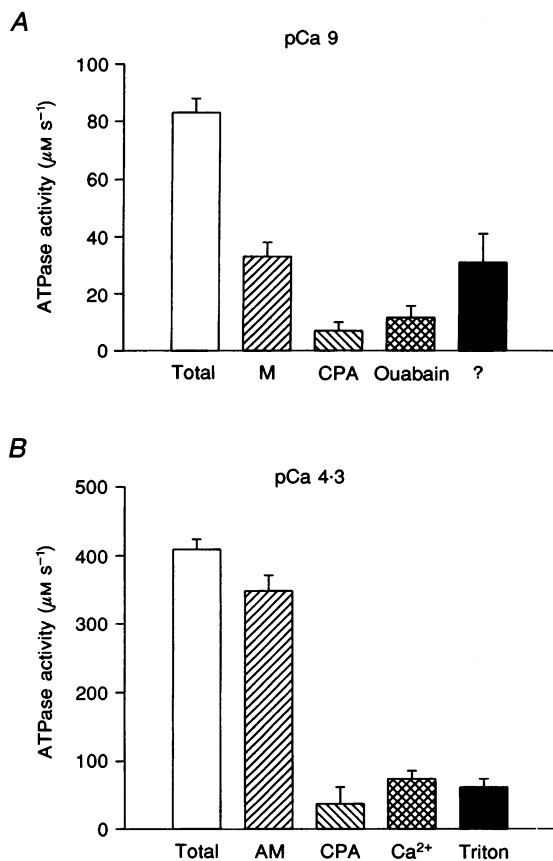 A
pCa 9
ATPase activity (μM s⁻¹)
100
80
60
40
20
0
Total M CPA Ouabain ?
B
pCa 4·3
ATPase activity (μM s⁻¹)
500
400
300
200
100
0
Total AM CPA Ca²⁺ Triton